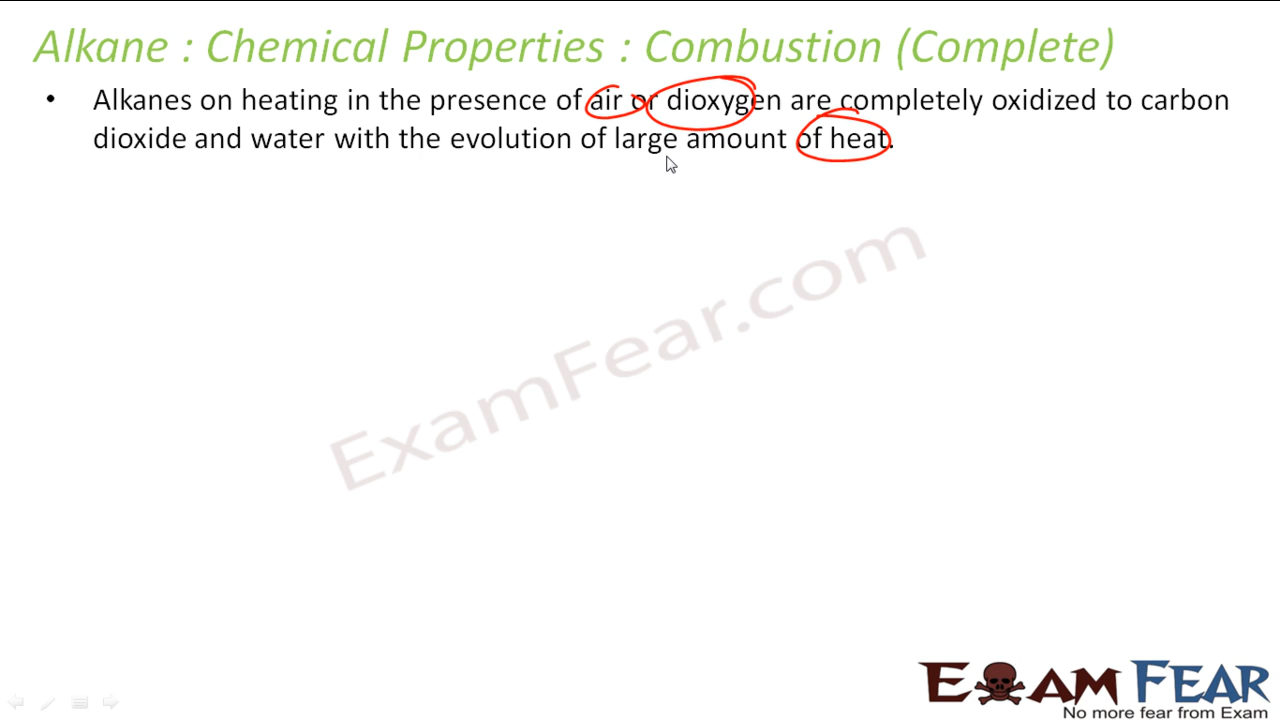 Alkane : Chemical Properties : Combustion (Complete)
• Alkanes on heating in the presence of air or dioxygen are completely oxidized to carbon
dioxide and water with the evolution of large amount of heat.
ExamFear.com
EXAM FEAR
No more fear from Exam